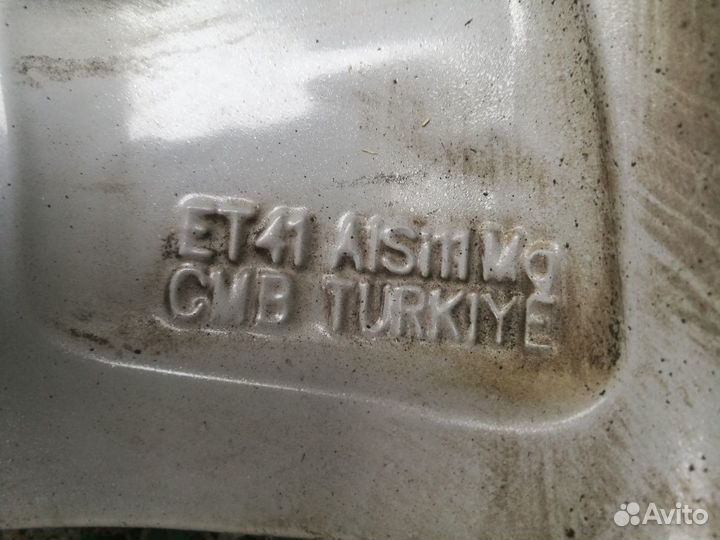 ET41 AlSi11Mg
CMB TURKIYE
Avito